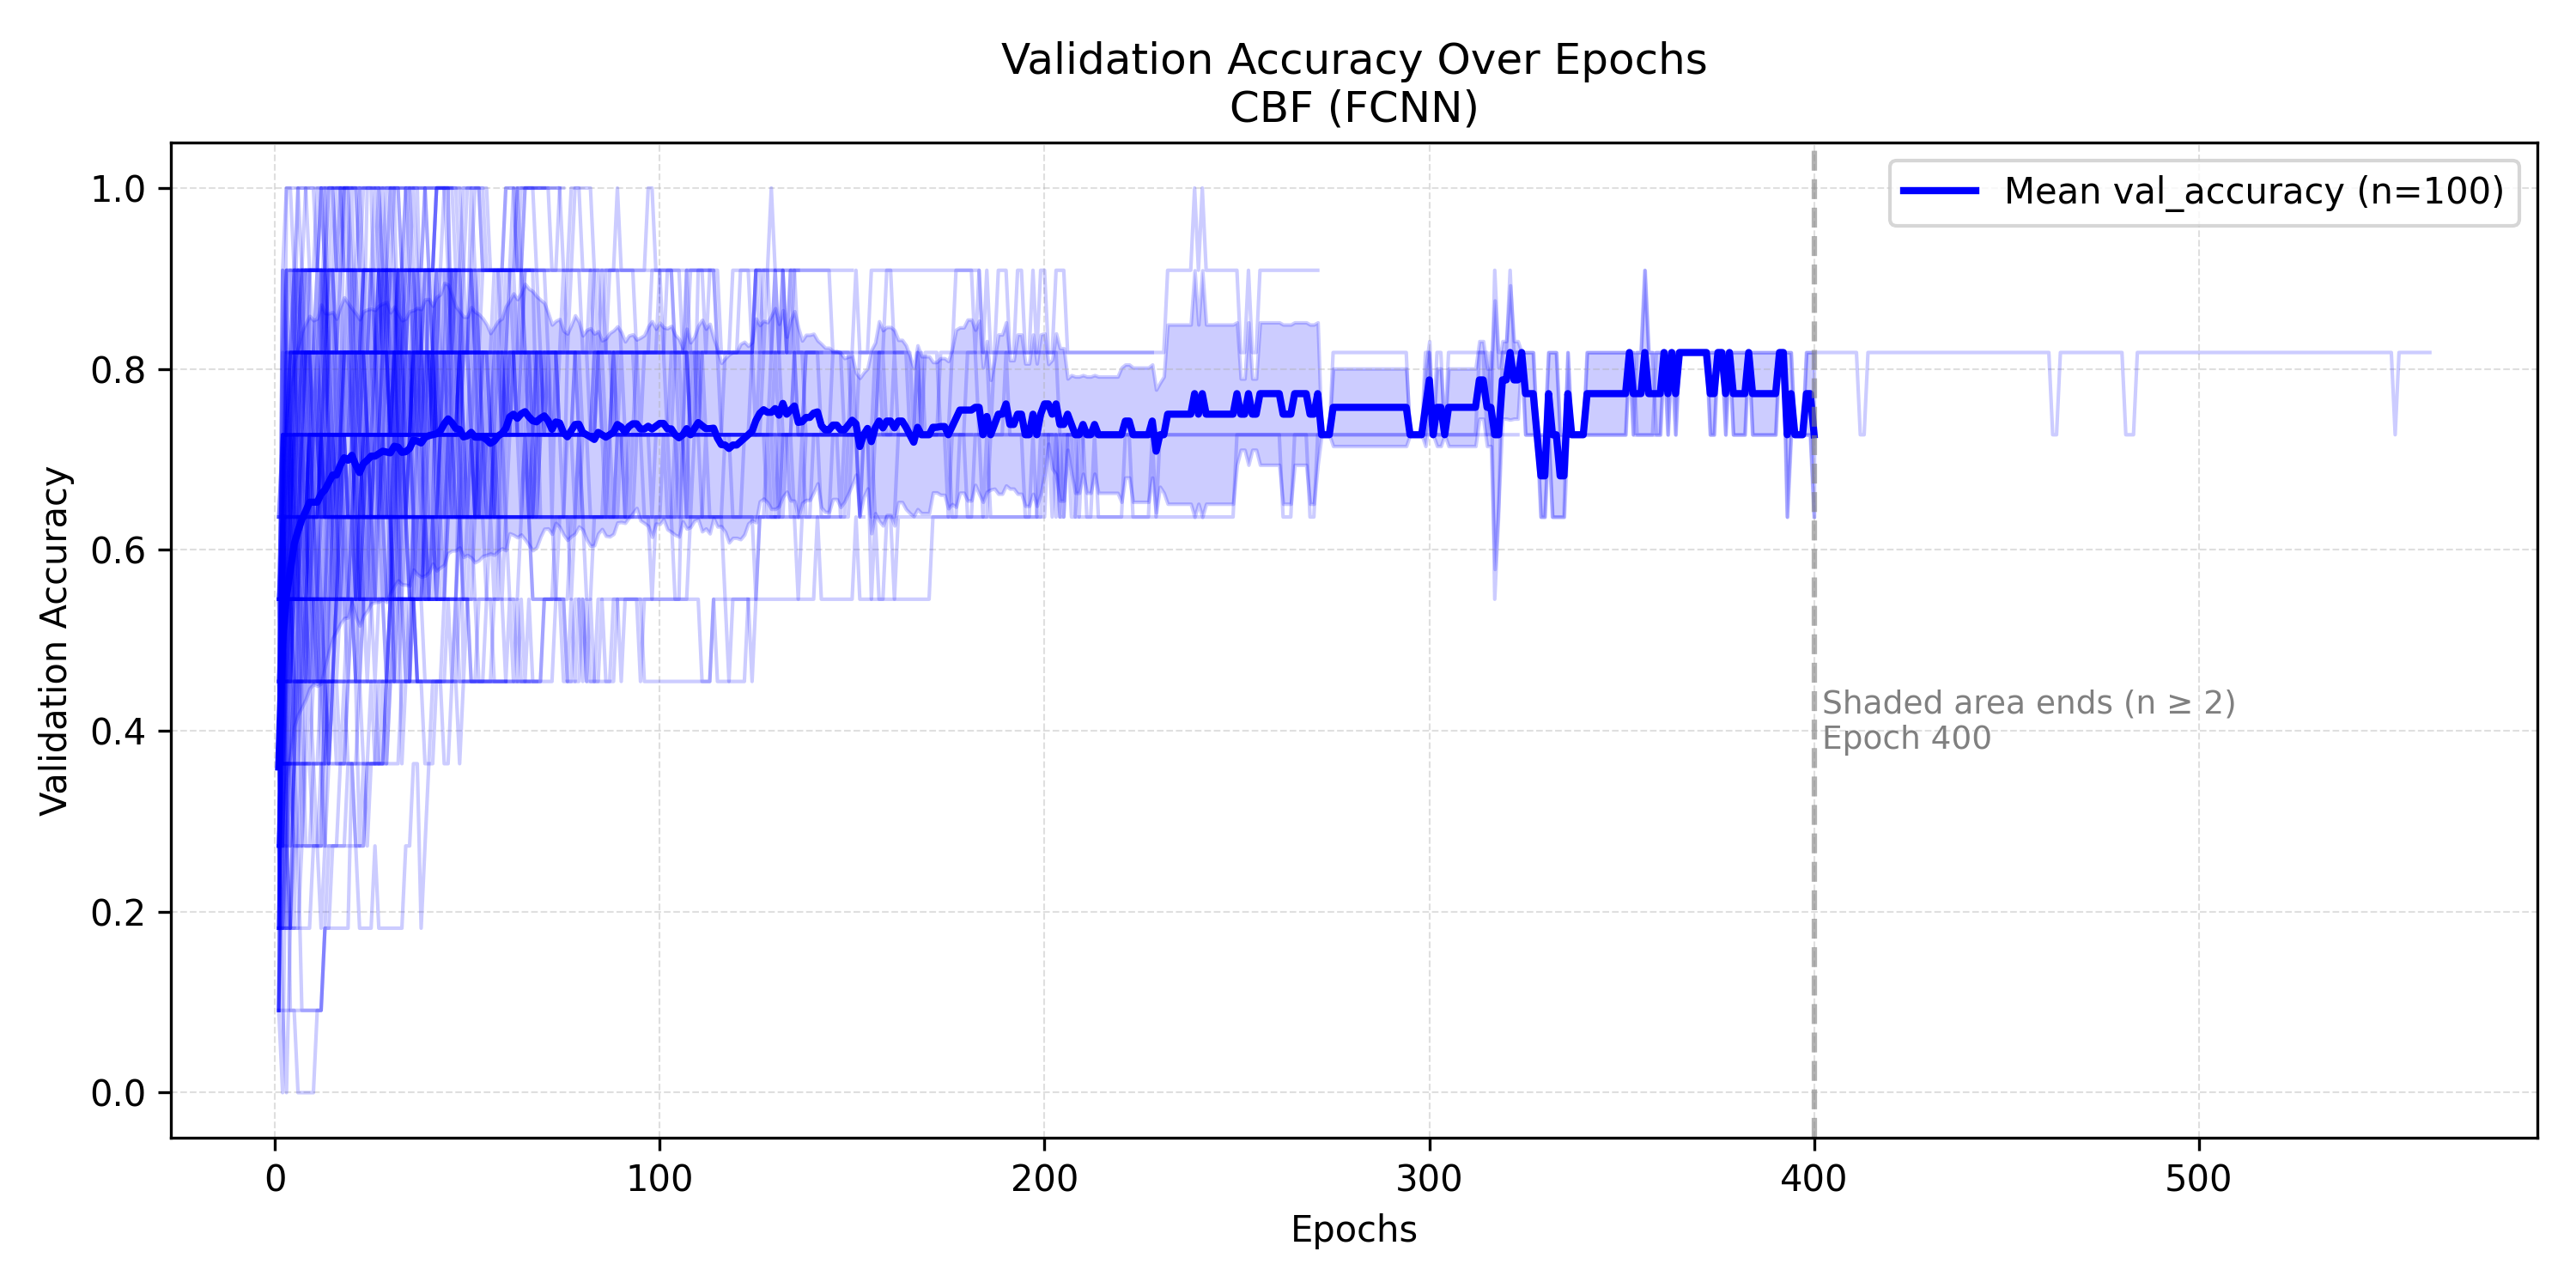 Validation Accuracy Over Epochs
CBF (FCNN)
Mean val_accuracy (n=100)
1.0
0.8
0.6
0.4
0.2
0.0
Validation Accuracy
Shaded area ends (n ≥ 2)
Epoch 400
0 100 200 300 400 500
Epochs